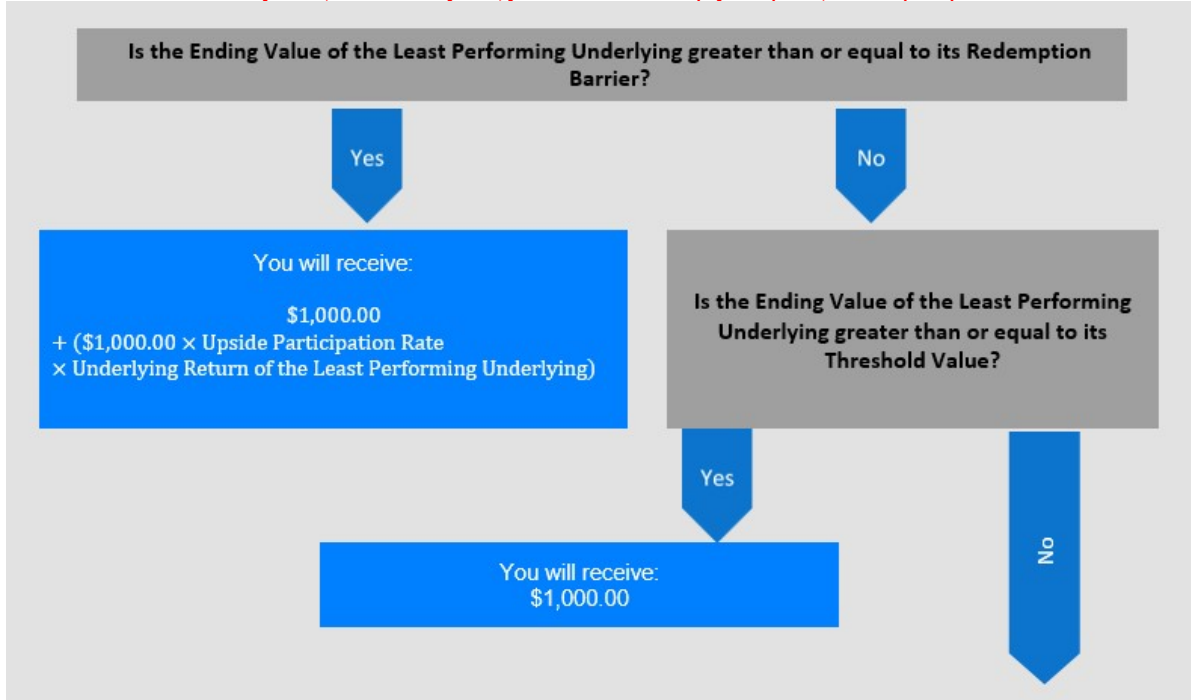 Is the Ending Value of the Least Performing Underlying greater than or equal to its Redemption
Barrier?
Yes
No
You will receive:
$1,000.00
+ ($1,000.00 × Upside Participation Rate
× Underlying Return of the Least Performing Underlying)
Is the Ending Value of the Least Performing
Underlying greater than or equal to its
Threshold Value?
Yes
No
You will receive:
$1,000.00